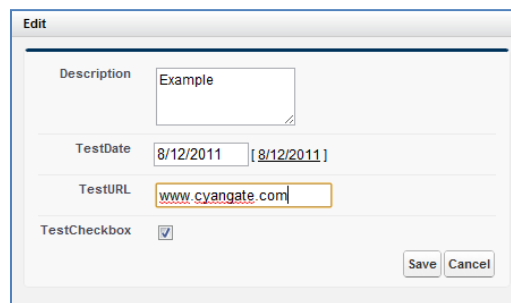 Edit
Description Example
TestDate 8/12/2011 [ 8/12/2011 ]
TestURL www.cyangate.com
TestCheckbox
Save Cancel